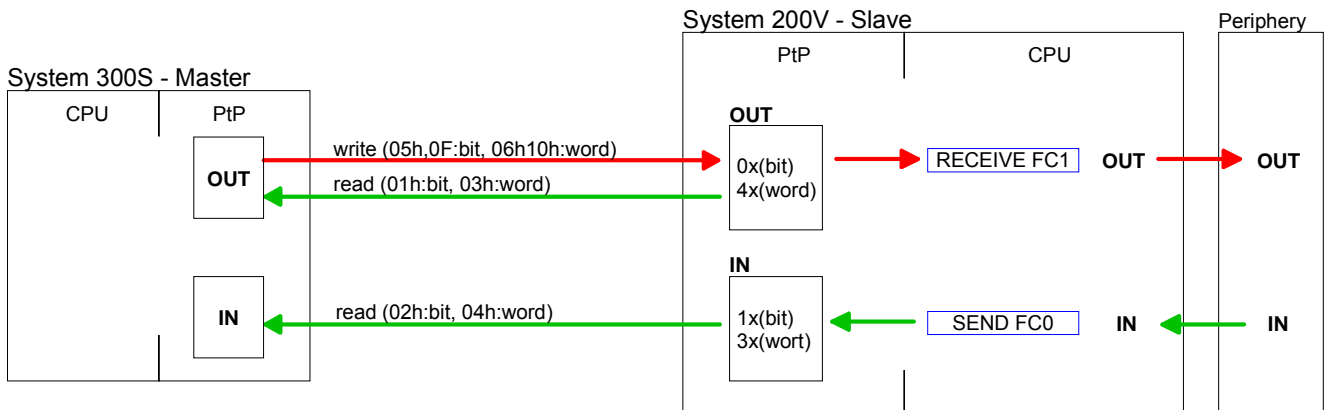 System 200V - Slave
Periphery
PtP
CPU
System 300S - Master
CPU
PtP
OUT
write (05h,0F:bit, 06h10h:word)
OUT
read (01h:bit, 03h:word)
0x(bit)
4x(word)
RECEIVE FC1
OUT
OUT
IN
IN
read (02h:bit, 04h:word)
1x(bit)
3x(wort)
SEND FC0
IN
IN